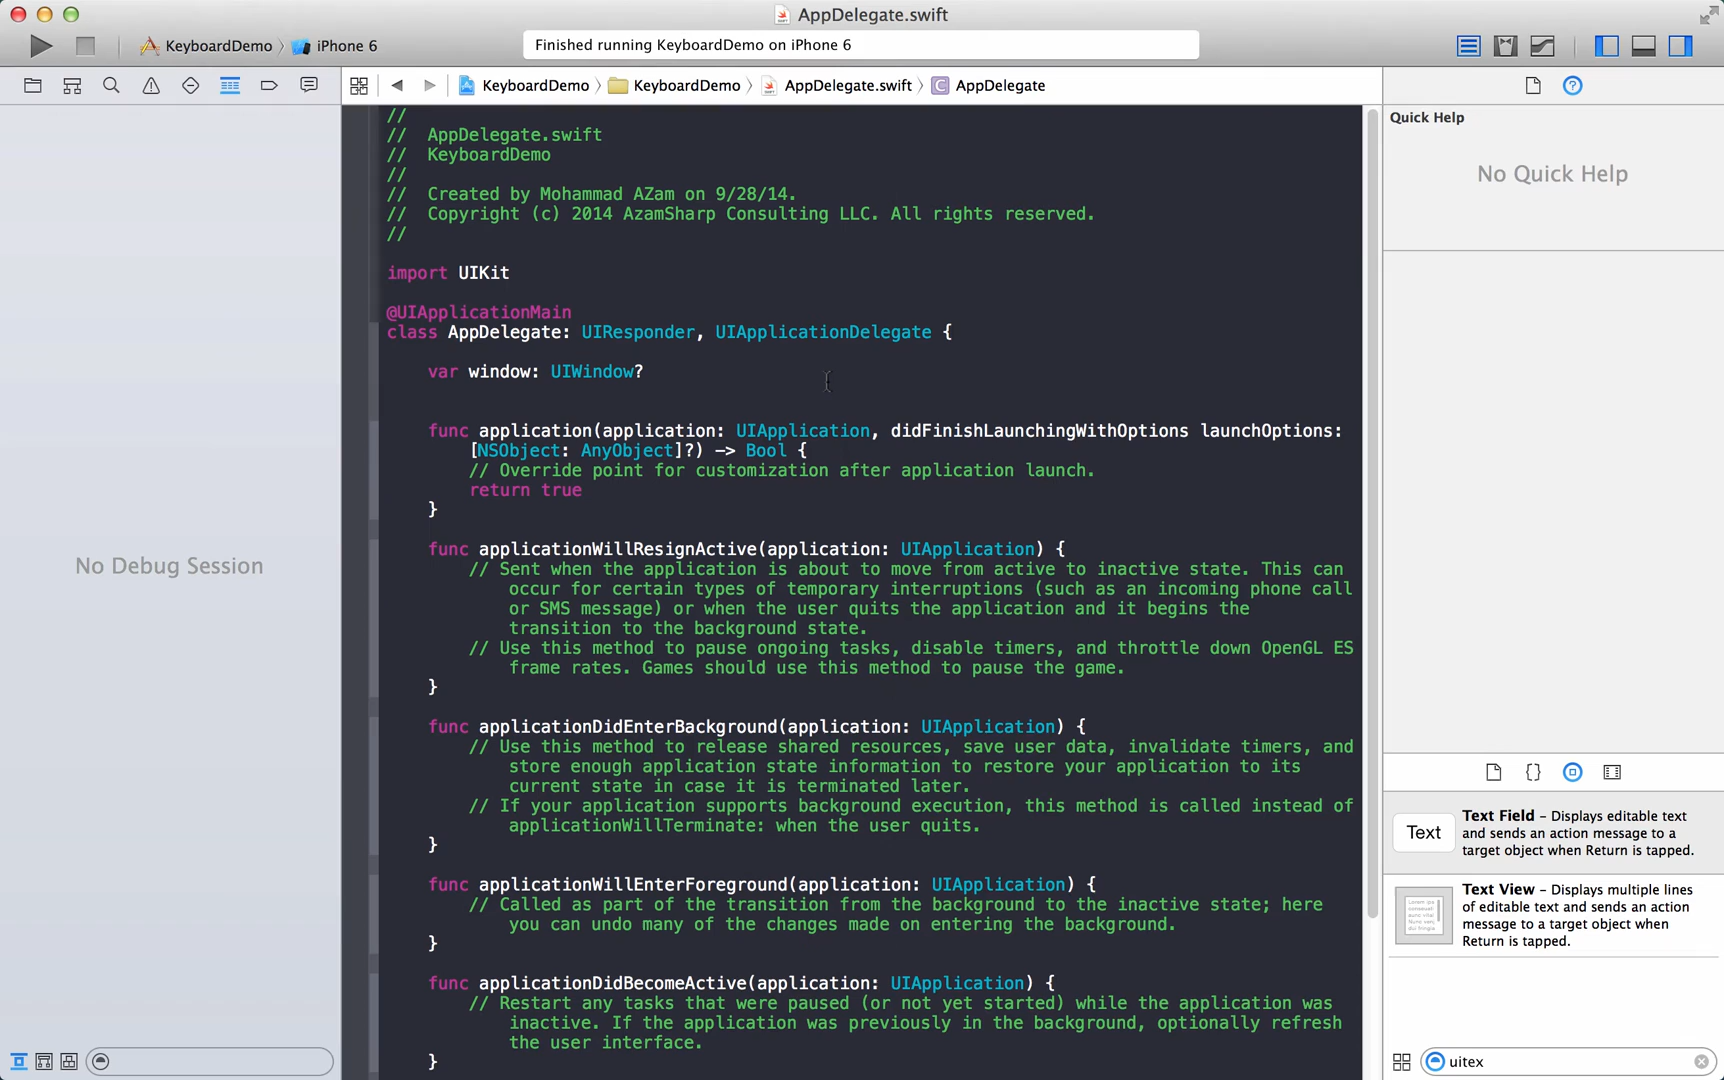 AppDelegate.swift
KeyboardDemo 〉 iPhone 6
Finished running KeyboardDemo on iPhone 6
KeyboardDemo 〉 KeyboardDemo 〉 AppDelegate.swift 〉 C AppDelegate
Quick Help
No Quick Help
No Debug Session
//
//  AppDelegate.swift
//  KeyboardDemo
//
//  Created by Mohammad AZam on 9/28/14.
//  Copyright (c) 2014 AzamSharp Consulting LLC. All rights reserved.
//
import UIKit
@UIApplicationMain
class AppDelegate: UIResponder, UIApplicationDelegate {
var window: UIWindow?
func application(application: UIApplication, didFinishLaunchingWithOptions launchOptions:
[NSObject: AnyObject]?) -> Bool {
// Override point for customization after application launch.
return true
}
func applicationWillResignActive(application: UIApplication) {
// Sent when the application is about to move from active to inactive state. This can
occur for certain types of temporary interruptions (such as an incoming phone call
or SMS message) or when the user quits the application and it begins the
transition to the background state.
// Use this method to pause ongoing tasks, disable timers, and throttle down OpenGL ES
frame rates. Games should use this method to pause the game.
}
func applicationDidEnterBackground(application: UIApplication) {
// Use this method to release shared resources, save user data, invalidate timers, and
store enough application state information to restore your application to its
current state in case it is terminated later.
// If your application supports background execution, this method is called instead of
applicationWillTerminate: when the user quits.
}
func applicationWillEnterForeground(application: UIApplication) {
// Called as part of the transition from the background to the inactive state; here
you can undo many of the changes made on entering the background.
}
func applicationDidBecomeActive(application: UIApplication) {
// Restart any tasks that were paused (or not yet started) while the application was
inactive. If the application was previously in the background, optionally refresh
the user interface.
}
{}
Text
Text Field – Displays editable text
and sends an action message to a
target object when Return is tapped.
Text View – Displays multiple lines
of editable text and sends an action
message to a target object when
Return is tapped.
uitex